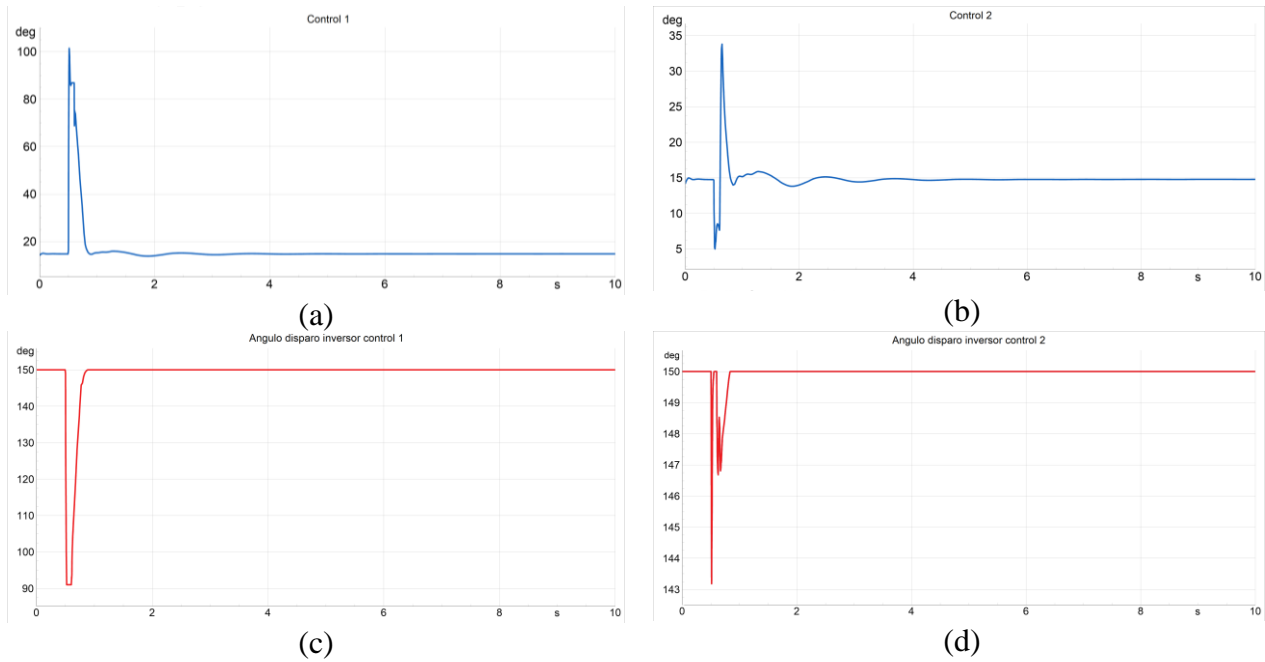 Control 1
deg
100
80
60
40
20
0 2 4 6 8 s 10
(a)
Control 2
deg
35
30
25
20
15
10
5
0 2 4 6 8 s 10
(b)
Angulo disparo inversor control 1
deg
150
140
130
120
110
100
90
0 2 4 6 8 s 10
(c)
Angulo disparo inversor control 2
deg
150
149
148
147
146
145
144
143
0 2 4 6 8 s 10
(d)